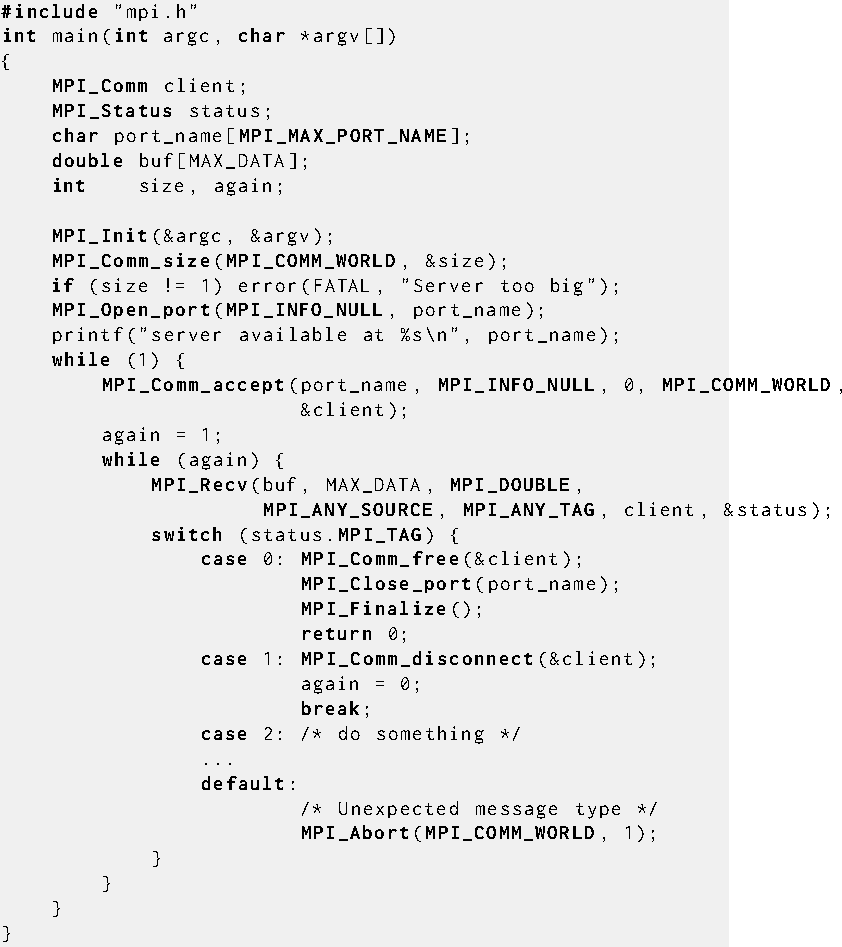 #include "mpi.h"
int main(int argc, char *argv[])
{
    MPI_Comm client;
    MPI_Status status;
    char port_name[MPI_MAX_PORT_NAME];
    double buf[MAX_DATA];
    int    size, again;

    MPI_Init(&argc, &argv);
    MPI_Comm_size(MPI_COMM_WORLD, &size);
    if (size != 1) error(FATAL, "Server too big");
    MPI_Open_port(MPI_INFO_NULL, port_name);
    printf("server available at %s\n", port_name);
    while (1) {
        MPI_Comm_accept(port_name, MPI_INFO_NULL, 0, MPI_COMM_WORLD,
                        &client);
        again = 1;
        while (again) {
            MPI_Recv(buf, MAX_DATA, MPI_DOUBLE,
                     MPI_ANY_SOURCE, MPI_ANY_TAG, client, &status);
            switch (status.MPI_TAG) {
                case 0: MPI_Comm_free(&client);
                        MPI_Close_port(port_name);
                        MPI_Finalize();
                        return 0;
                case 1: MPI_Comm_disconnect(&client);
                        again = 0;
                        break;
                case 2: /* do something */
                ...
                default:
                        /* Unexpected message type */
                        MPI_Abort(MPI_COMM_WORLD, 1);
            }
        }
    }
}